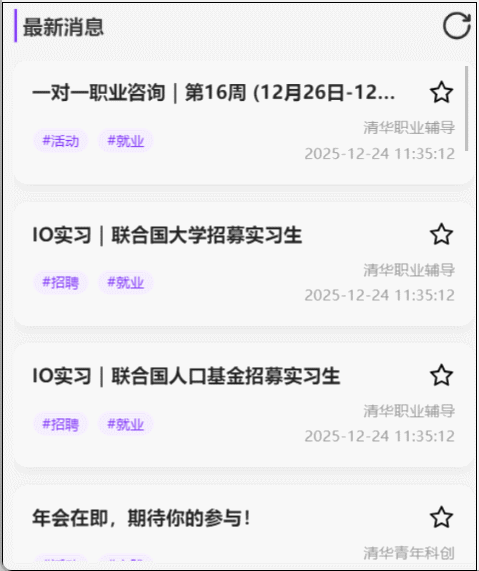 最新消息
一对一职业咨询｜第16周 (12月26日-12...
#活动 #就业
清华职业辅导
2025-12-24 11:35:12
IO实习｜联合国大学招募实习生
#招聘 #就业
清华职业辅导
2025-12-24 11:35:12
IO实习｜联合国人口基金招募实习生
#招聘 #就业
清华职业辅导
2025-12-24 11:35:12
年会在即，期待你的参与！
清华青年科创